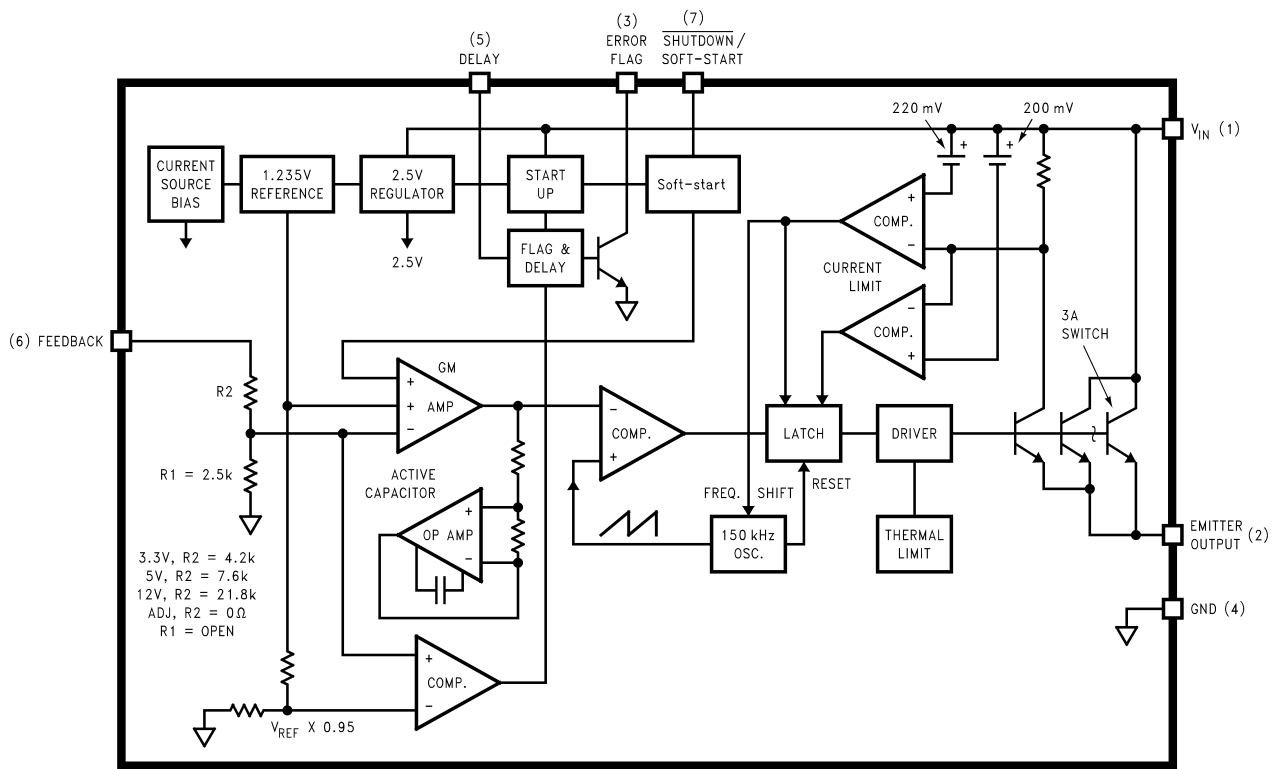 (7)
(3)
SHUTDOWN/
(5)
ERROR
DELAY
FLAG
SOFT-START
220 mV
200 mV
+
+
VIN (1)
CURRENT
SOURCE
BIAS
1.235V
REFERENCE
2.5V
REGULATOR
START
UP
Soft-start
+
COMP.
−
2.5V
FLAG &
DELAY
CURRENT
LIMIT
−
COMP.
+
3A
SWITCH
(6) FEEDBACK
GM
+
R2
+
AMP
−
−
COMP.
+
LATCH
DRIVER
R1 = 2.5k
ACTIVE
CAPACITOR
FREQ. SHIFT
RESET
+
OP AMP
−
150 kHz
OSC.
THERMAL
LIMIT
EMITTER
OUTPUT (2)
3.3V, R2 = 4.2k
5V, R2 = 7.6k
12V, R2 = 21.8k
ADJ, R2 = 0Ω
R1 = OPEN
GND (4)
+
COMP.
−
VREF X 0.95